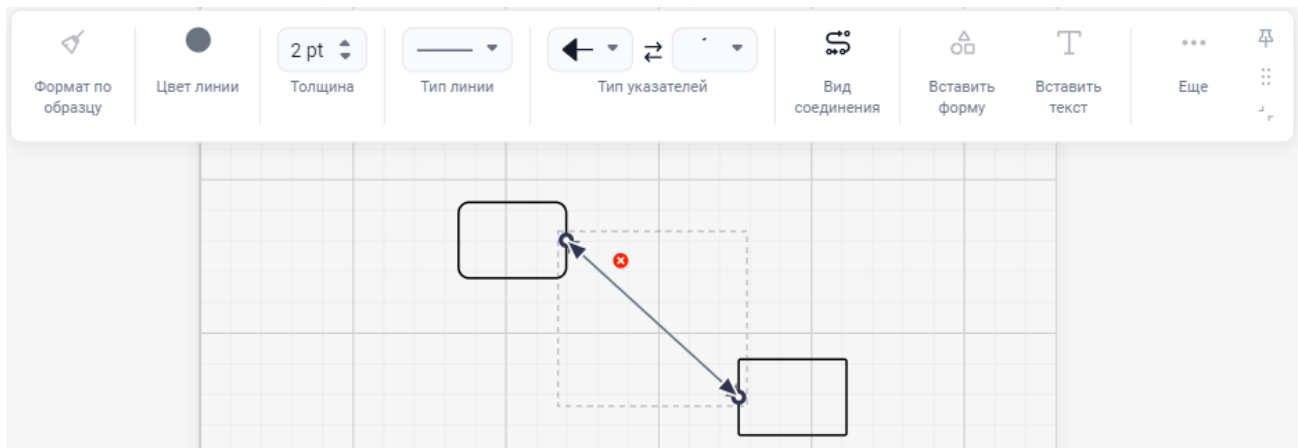 Формат по
образцу
Цвет линии
2 pt
Толщина
Тип линии
Тип указателей
Вид
соединения
Вставить
форму
Вставить
текст
Еще